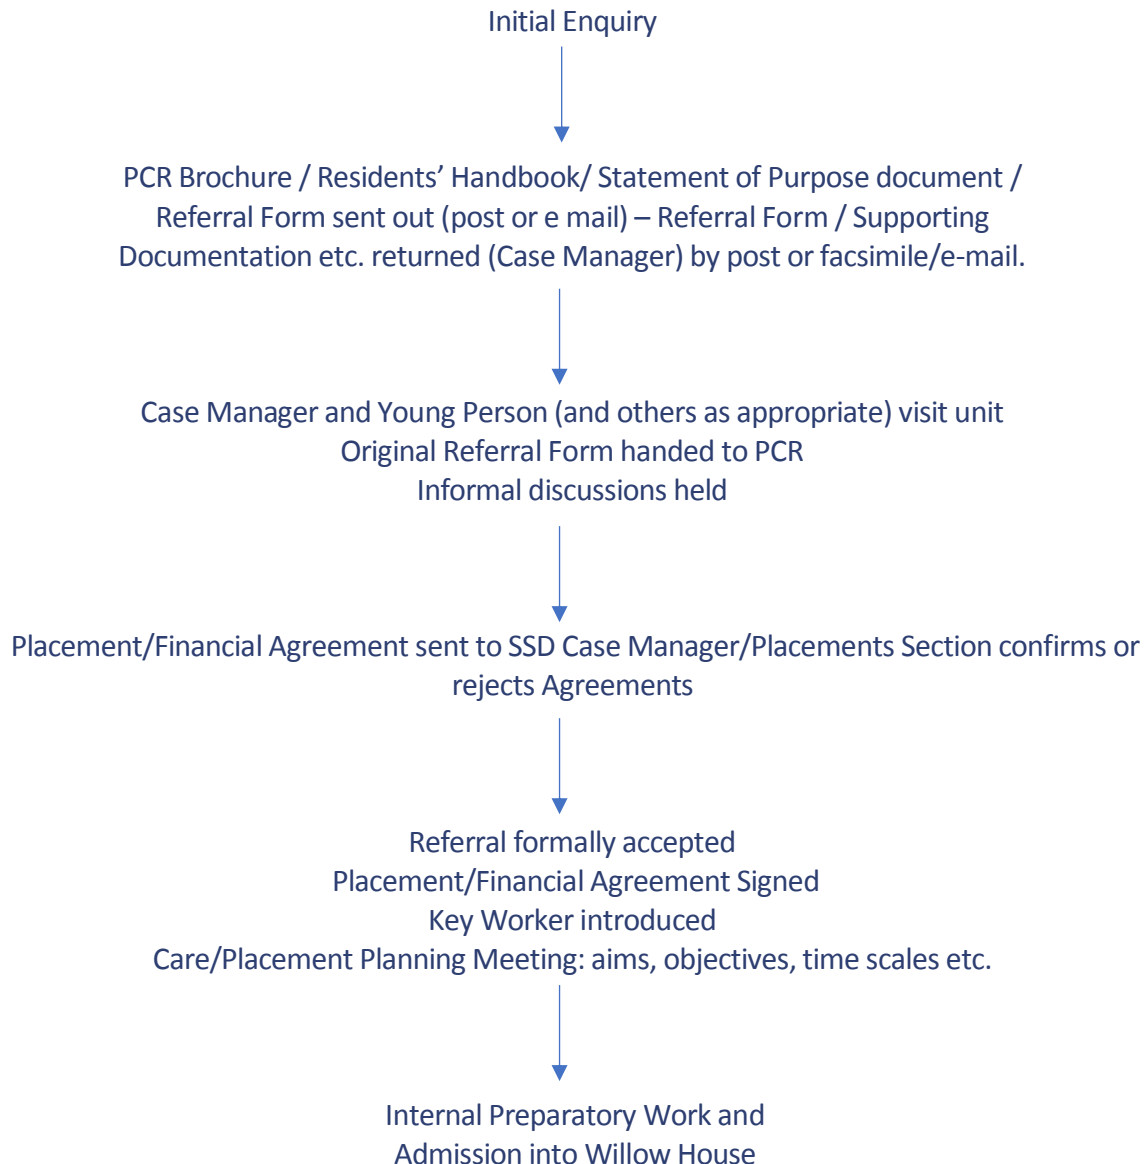 Initial Enquiry
PCR Brochure / Residents’ Handbook/ Statement of Purpose document /
Referral Form sent out (post or e mail) – Referral Form / Supporting
Documentation etc. returned (Case Manager) by post or facsimile/e-mail.
Case Manager and Young Person (and others as appropriate) visit unit
Original Referral Form handed to PCR
Informal discussions held
Placement/Financial Agreement sent to SSD Case Manager/Placements Section confirms or
rejects Agreements
Referral formally accepted
Placement/Financial Agreement Signed
Key Worker introduced
Care/Placement Planning Meeting: aims, objectives, time scales etc.
Internal Preparatory Work and
Admission into Willow House